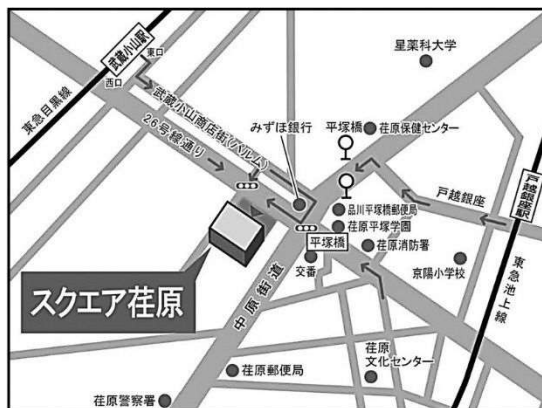 星薬科大学
武蔵小山駅
東口
西口
東急目黒線
武蔵小山商店街(パルム)
26号線通り
みずほ銀行
平塚橋
荏原保健センター
戸越銀座
戸越銀座駅
品川平塚橋郵便局
荏原平塚学園
平塚橋
荏原消防署
交番
京陽小学校
東急池上線
スクエア荏原
中原街道
荏原
文化センター
荏原郵便局
荏原警察署